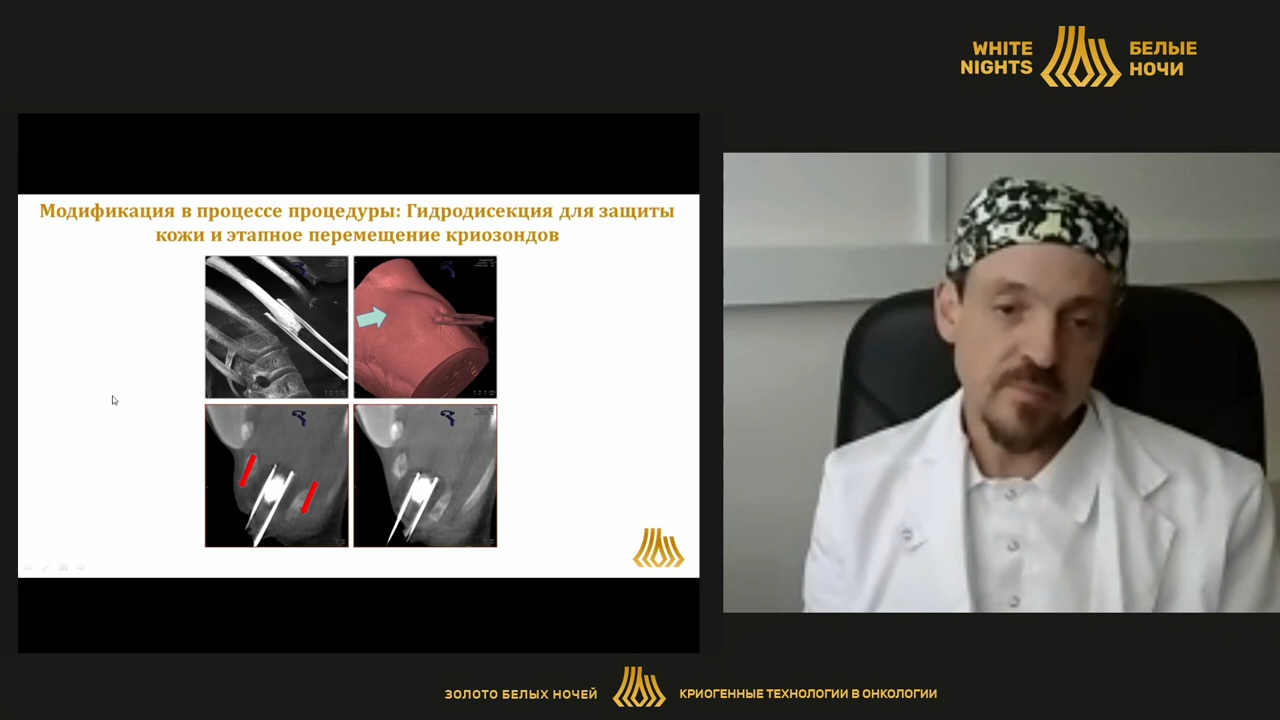 WHITE
NIGHTS
БЕЛЫЕ
НОЧИ
Модификация в процессе процедуры: Гидродисекция для защиты
кожи и этапное перемещение криозондов
ЗОЛОТО БЕЛЫХ НОЧЕЙ
КРИОГЕННЫЕ ТЕХНОЛОГИИ В ОНКОЛОГИИ